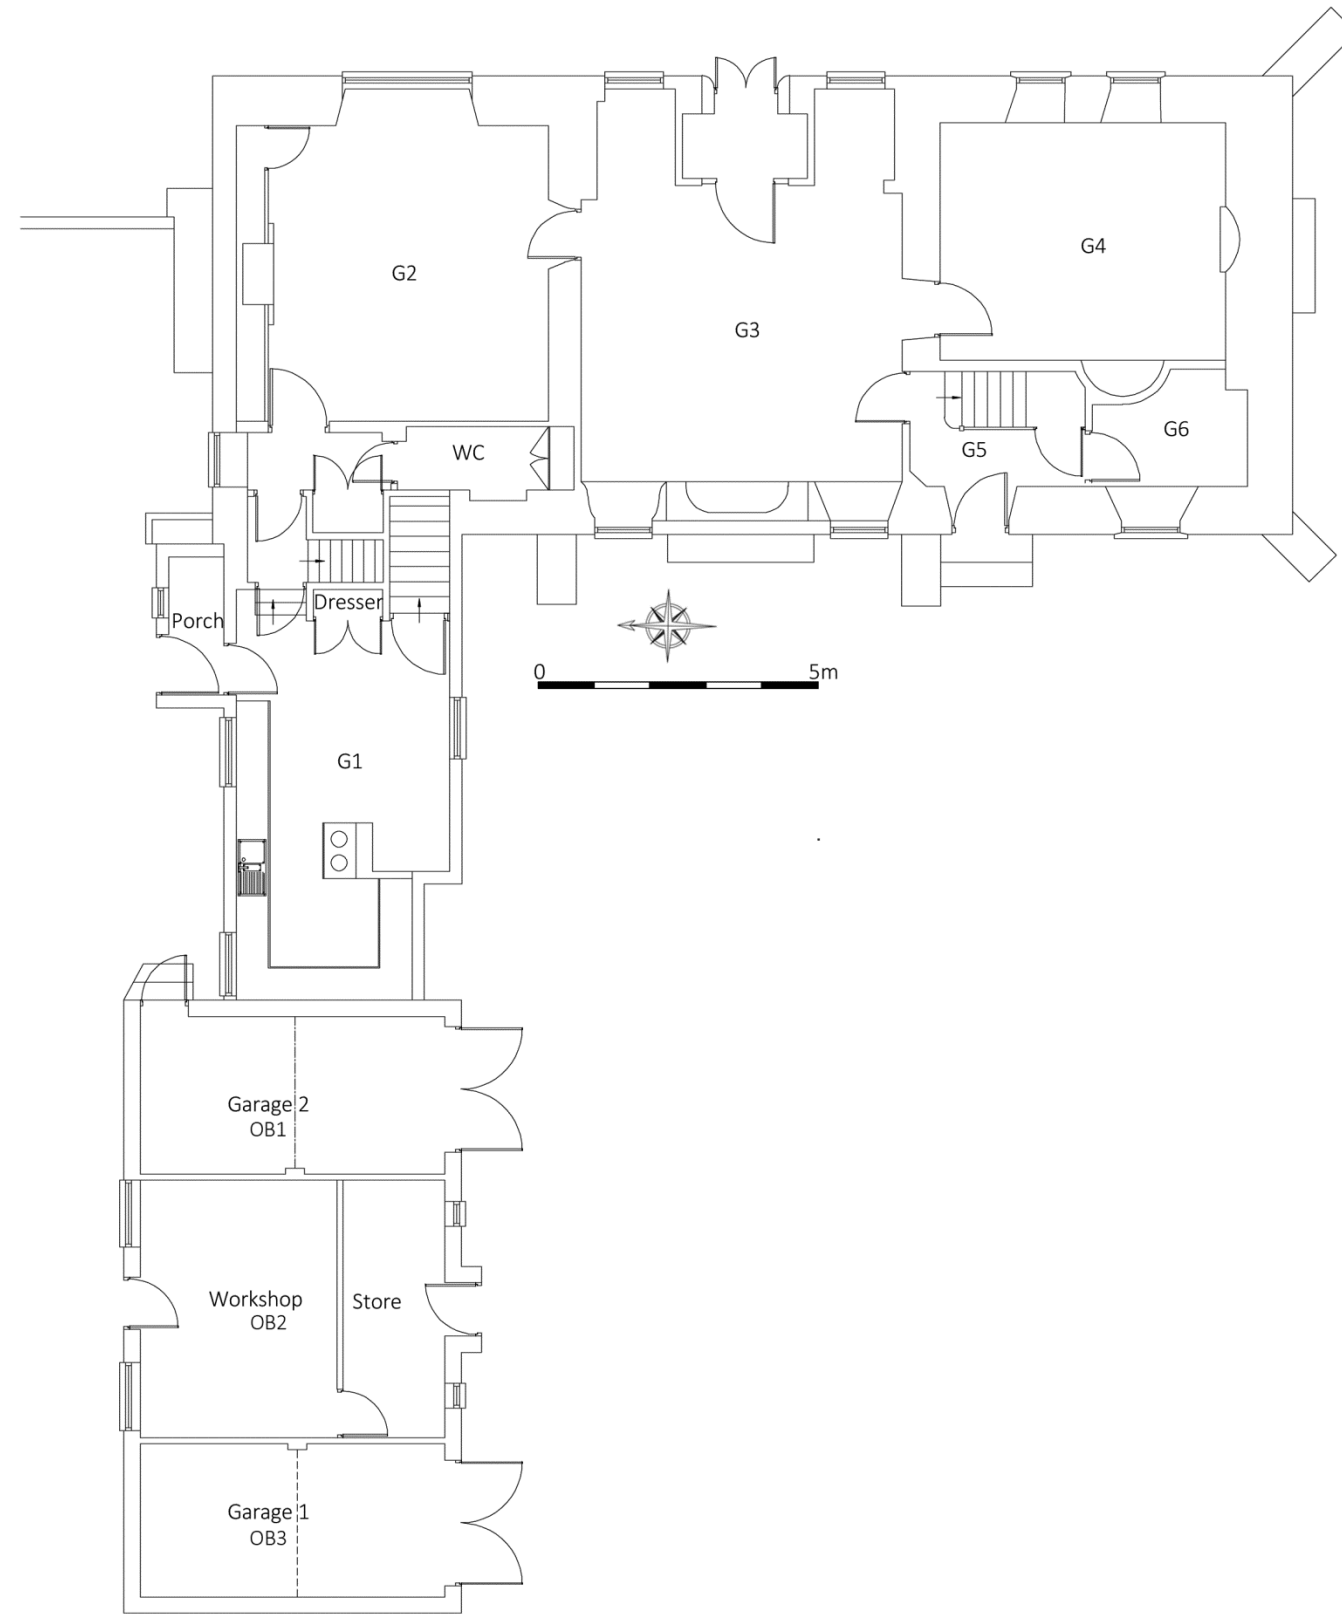 G2
G3
G4
WC
G5
G6
Porch
Dresser
0 5m
G1
Garage 2
OB1
Workshop
OB2
Store
Garage 1
OB3